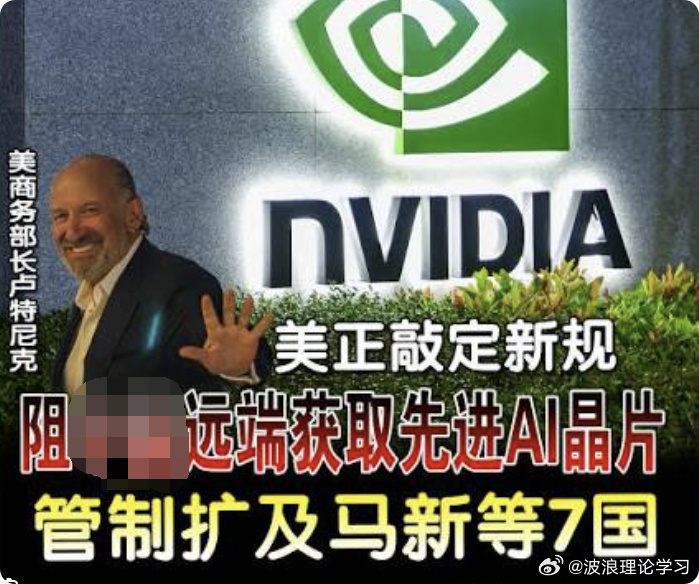 NVIDIA
美商务部长卢特尼克
美正敲定新规
阻 远端获取先进AI晶片
管制扩及马新等7国
@波浪理论学习